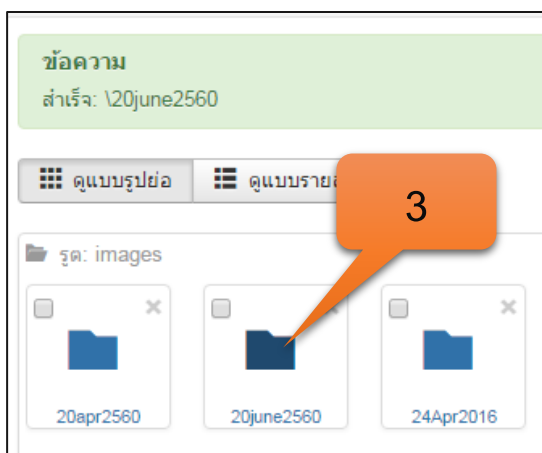 ข้อความ
สำเร็จ: \20june2560
ดูแบบรูปย่อ ดูแบบราย
3
รูต: images
20apr2560 20june2560 24Apr2016